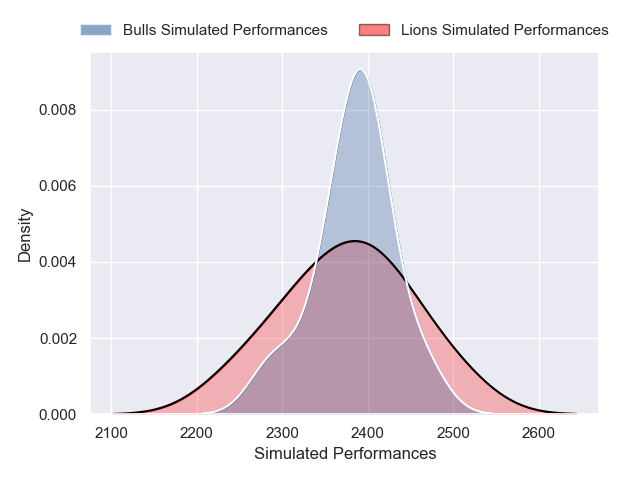 Bulls Simulated Performances Lions Simulated Performances
0.008
0.006
0.004
0.002
0.000
Density
2100 2200 2300 2400 2500 2600
Simulated Performances